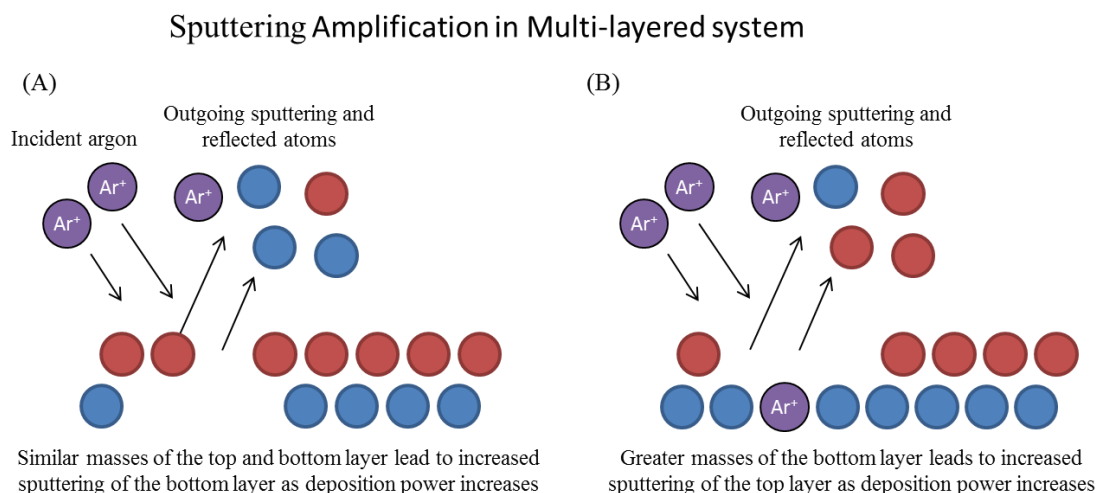 Sputtering Amplification in Multi-layered system
(A)
(B)
Outgoing sputtering and
reflected atoms
Incident argon
Ar+
Ar+
Ar+
Similar masses of the top and bottom layer lead to increased
sputtering of the bottom layer as deposition power increases
Outgoing sputtering and
reflected atoms
Ar+
Ar+
Ar+
Ar+
Greater masses of the bottom layer leads to increased
sputtering of the top layer as deposition power increases